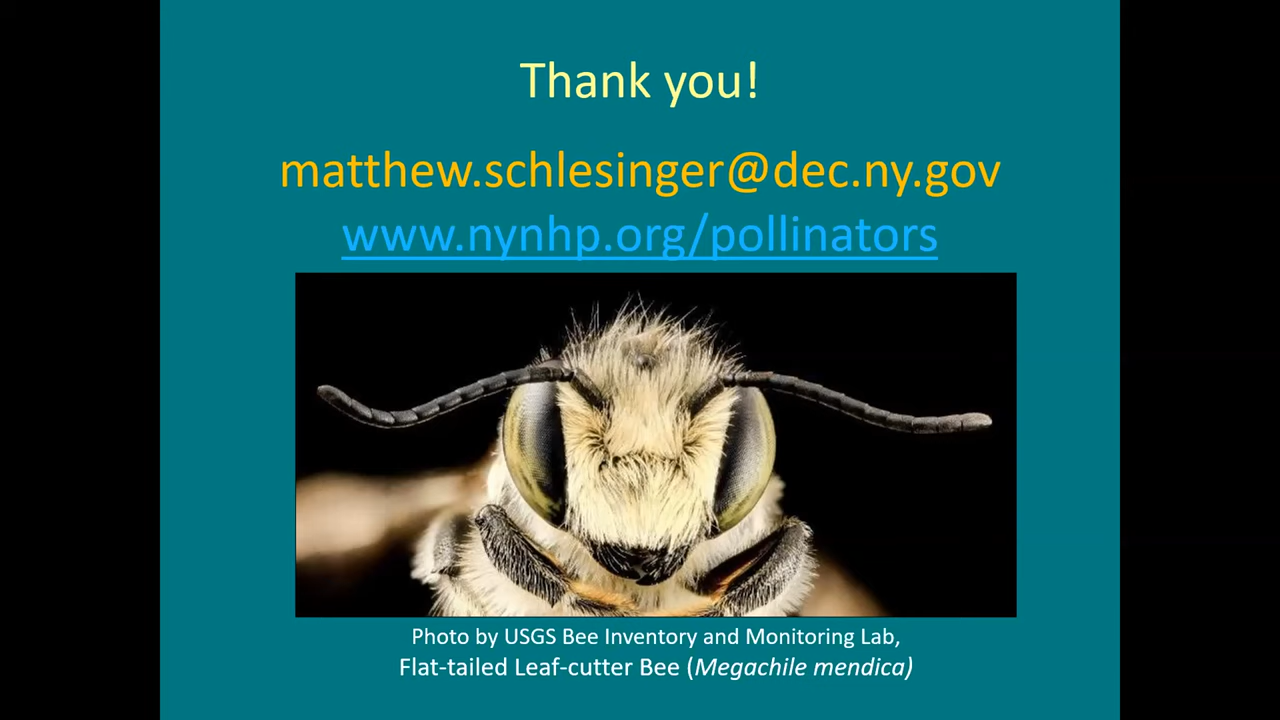 Thank you!
matthew.schlesinger@dec.ny.gov
www.nynhp.org/pollinators
Photo by USGS Bee Inventory and Monitoring Lab,
Flat-tailed Leaf-cutter Bee (Megachile mendica)